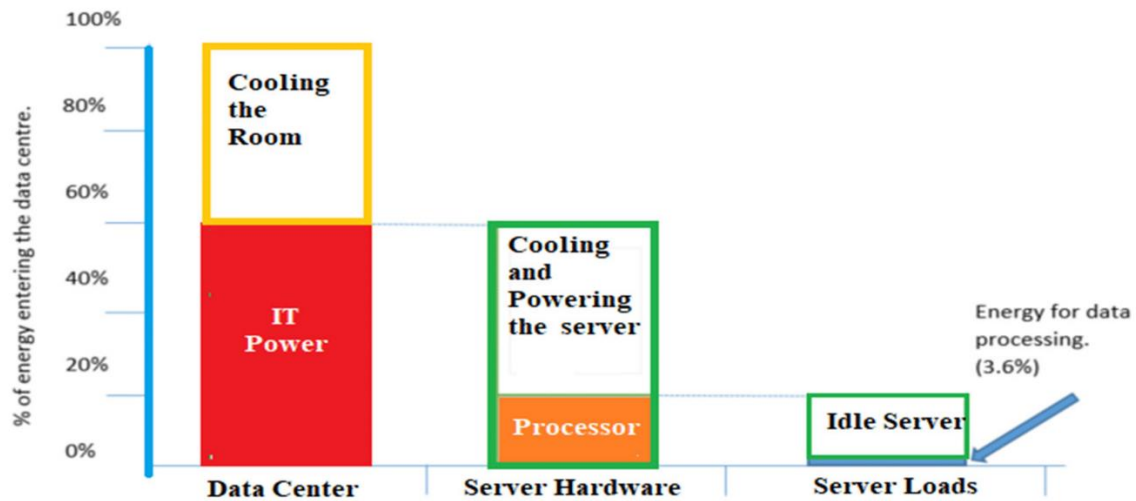 100%
80%
60%
40%
20%
0%
% of energy entering the data centre.
Cooling
the
Room
IT
Power
Cooling
and
Powering
the server
Processor
Idle Server
Energy for data
processing.
(3.6%)
Data Center
Server Hardware
Server Loads